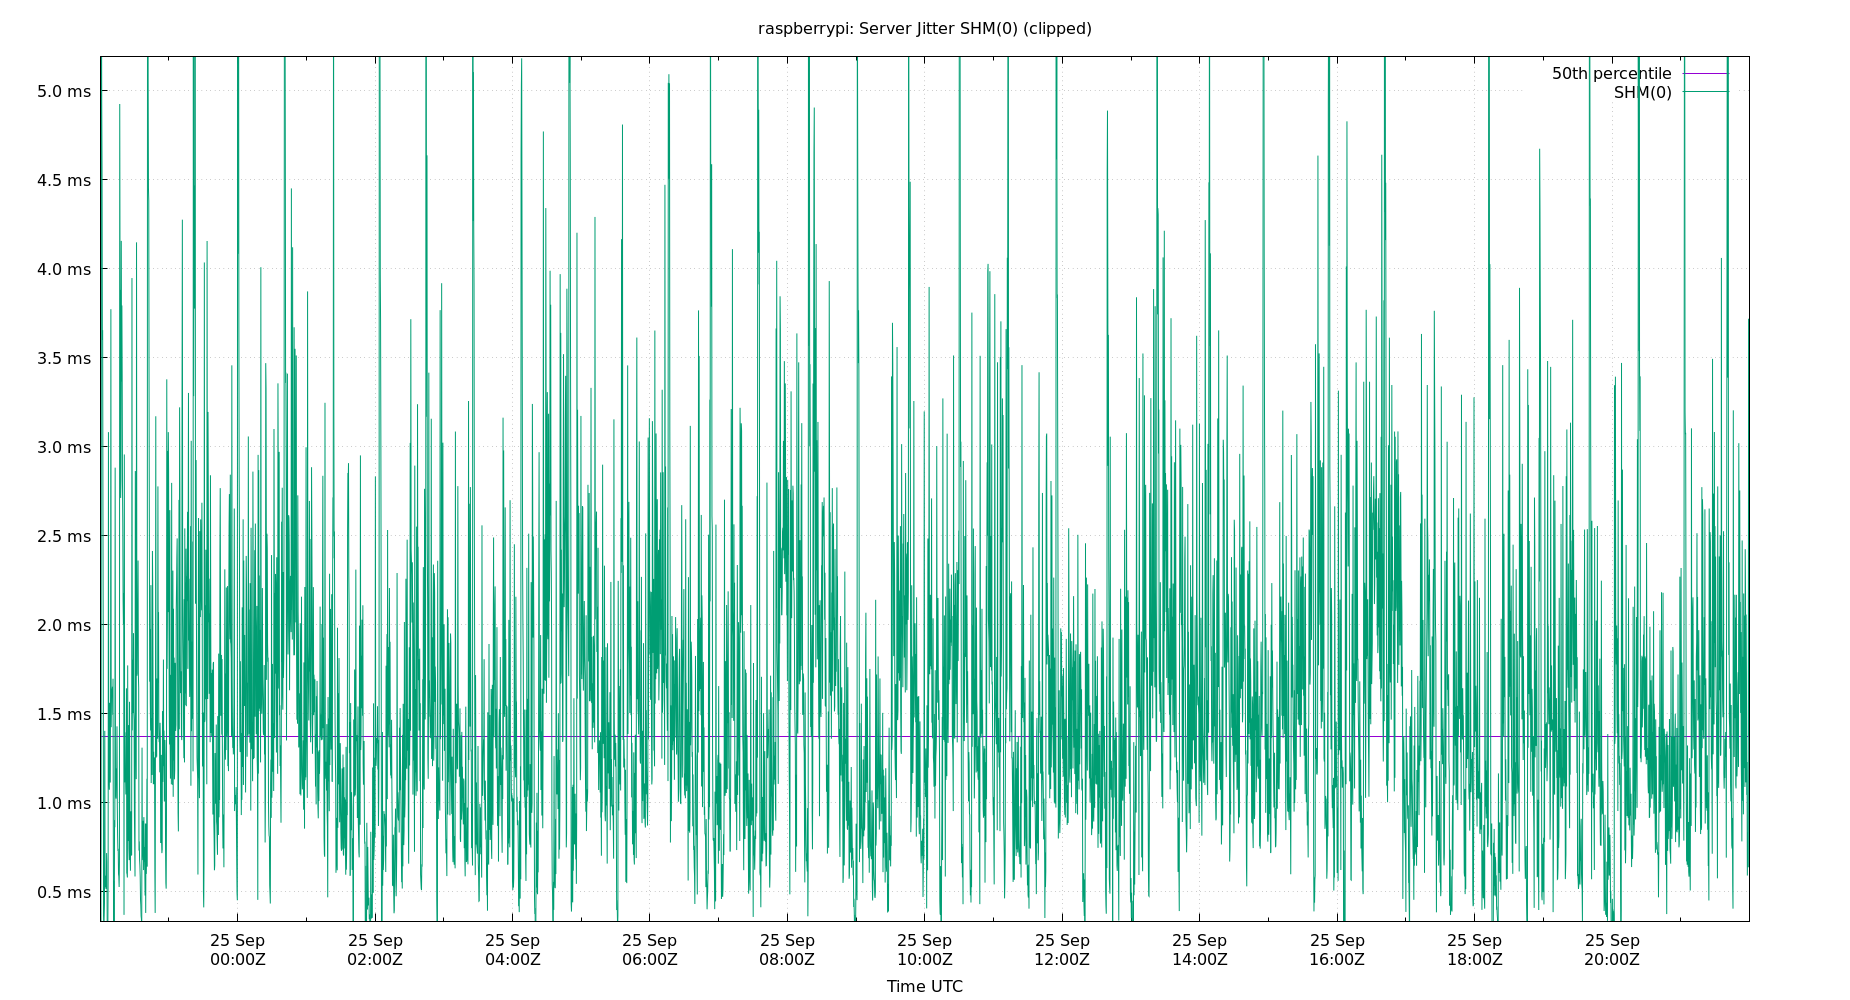 raspberrypi: Server Jitter SHM(0) (clipped)
50th percentile
SHM(0)
5.0 ms
4.5 ms
4.0 ms
3.5 ms
3.0 ms
2.5 ms
2.0 ms
1.5 ms
1.0 ms
0.5 ms
25 Sep 25 Sep 25 Sep 25 Sep 25 Sep 25 Sep 25 Sep 25 Sep 25 Sep 25 Sep 25 Sep
00:00Z 02:00Z 04:00Z 06:00Z 08:00Z 10:00Z 12:00Z 14:00Z 16:00Z 18:00Z 20:00Z
Time UTC